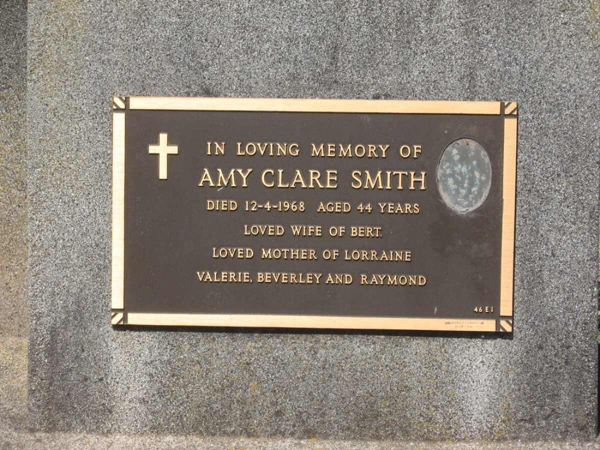 IN LOVING MEMORY OF
AMY CLARE SMITH
DIED 12-4-1968 AGED 44 YEARS
LOVED WIFE OF BERT.
LOVED MOTHER OF LORRAINE
VALERIE, BEVERLEY AND RAYMOND
46 E I